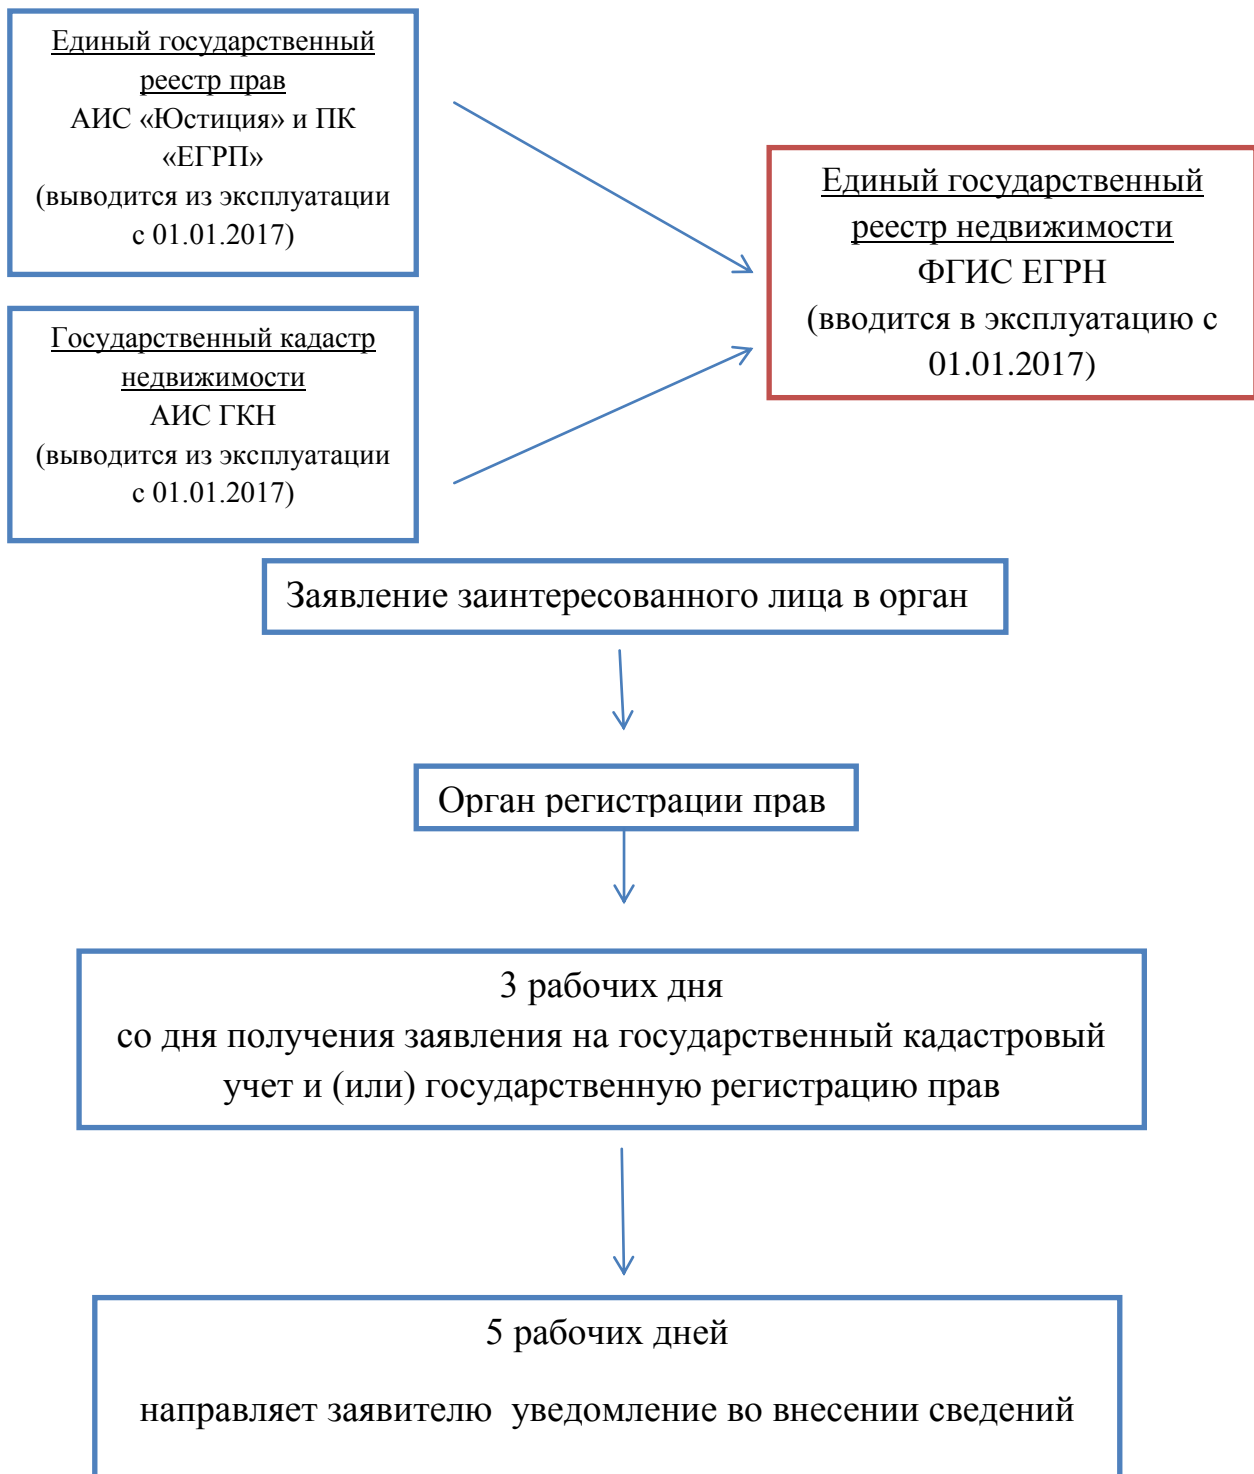 Единый государственный
реестр прав
АИС «Юстиция» и ПК
«ЕГРП»
(выводится из эксплуатации
с 01.01.2017)
Государственный кадастр
недвижимости
АИС ГКН
(выводится из эксплуатации
с 01.01.2017)
Единый государственный
реестр недвижимости
ФГИС ЕГРН
(вводится в эксплуатацию с
01.01.2017)
Заявление заинтересованного лица в орган
Орган регистрации прав
3 рабочих дня
со дня получения заявления на государственный кадастровый
учет и (или) государственную регистрацию прав
5 рабочих дней
направляет заявителю уведомление во внесении сведений